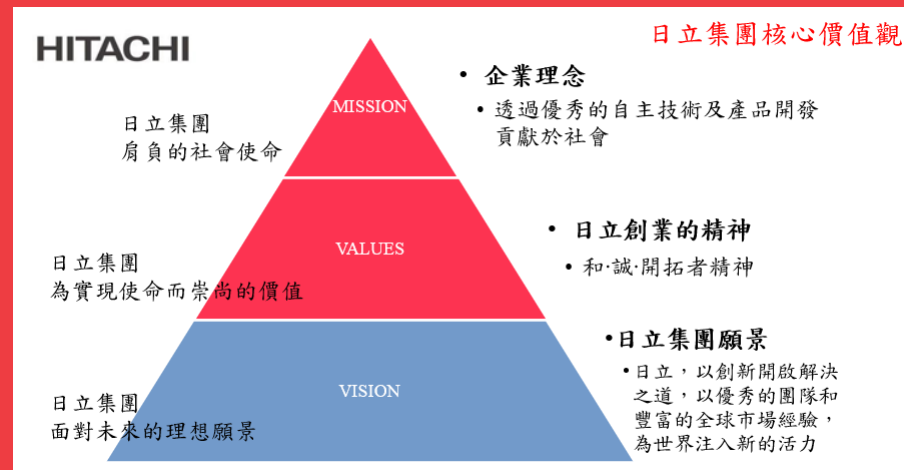 HITACHI
日立集團核心價值觀
MISSION
日立集團
肩負的社會使命
• 企業理念
• 透過優秀的自主技術及產品開發
貢獻於社會
VALUES
日立集團
為實現使命而崇尚的價值
• 日立創業的精神
• 和·誠·開拓者精神
VISION
日立集團
面對未來的理想願景
•日立集團願景
•日立，以創新開啟解決
之道，以優秀的團隊和
豐富的全球市場經驗，
為世界注入新的活力